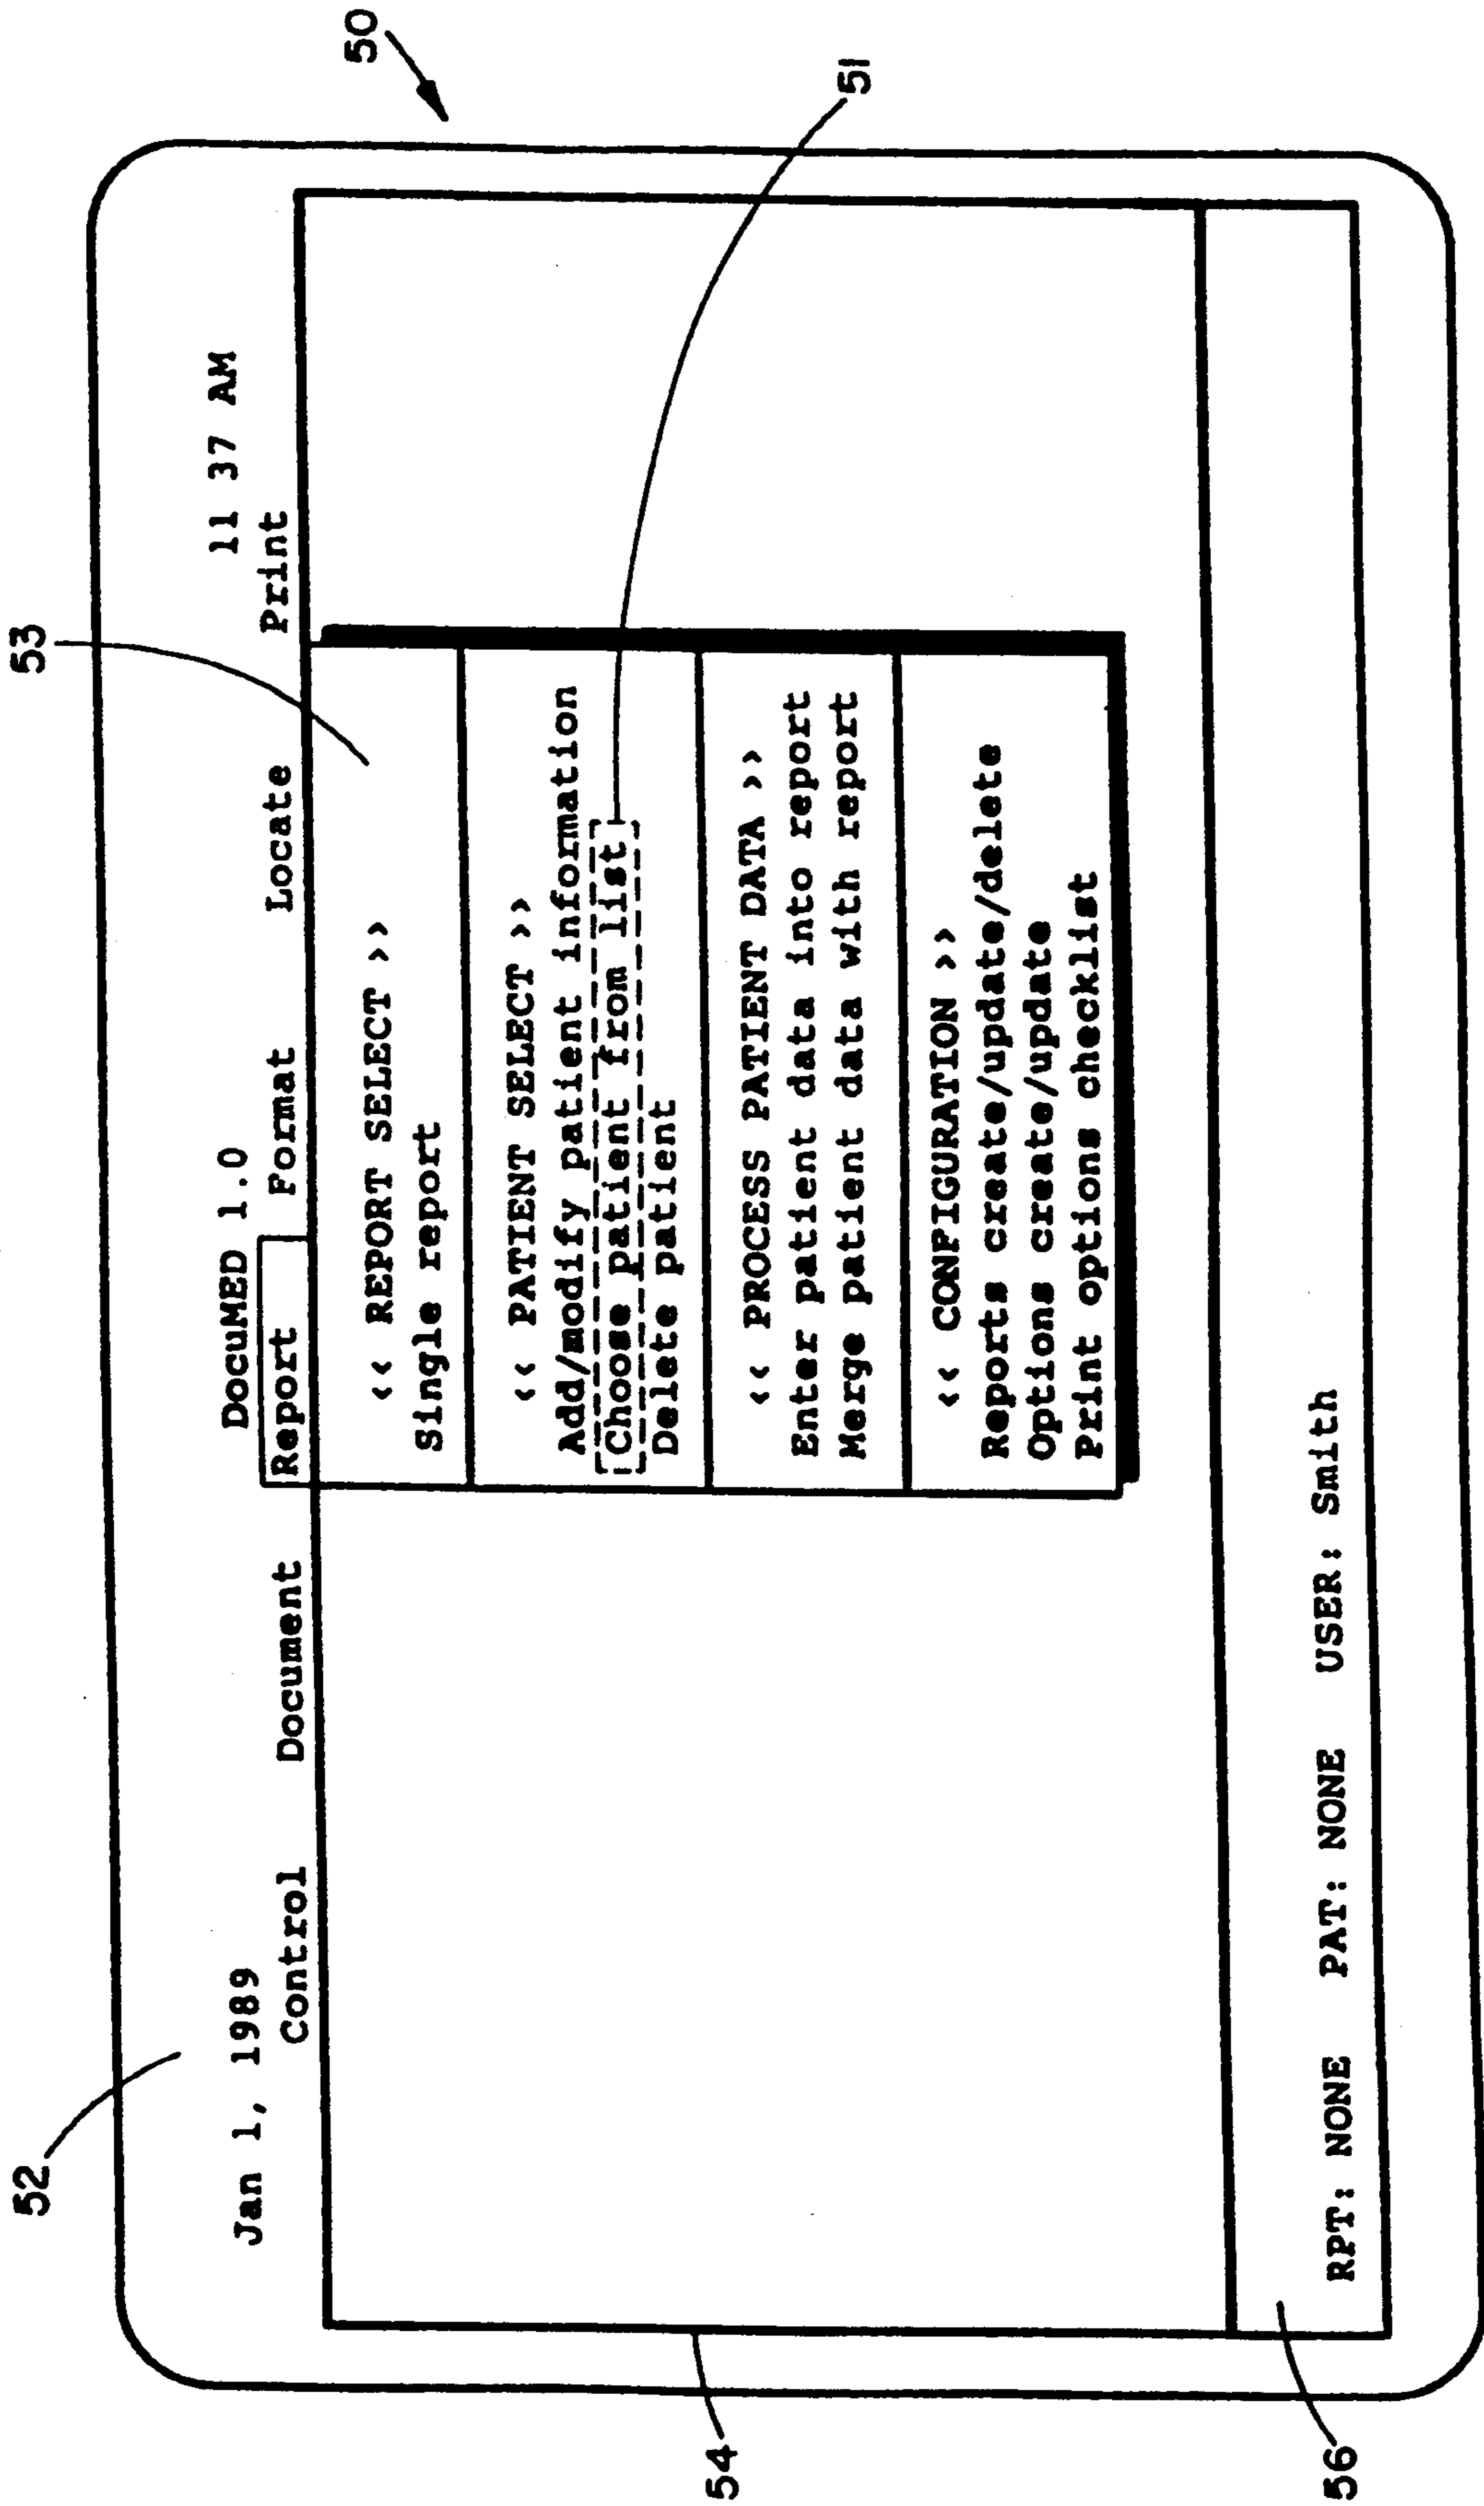 50
51
52
53
Jan 1, 1989 DocuMED 1.0 11 37 AM
Control Document Report Format Locate Print
<< REPORT SELECT >>
Single report
<< PATIENT SELECT >>
Add/modify patient information
Choose patient from list
Delete patient
<< PROCESS PATIENT DATA >>
Enter patient data into report
Merge patient data with report
<< CONFIGURATION >>
Reports create/update/delete
Options create/update
Print options checklist
54
RPT: NONE PAT: NONE USER: Smith
56